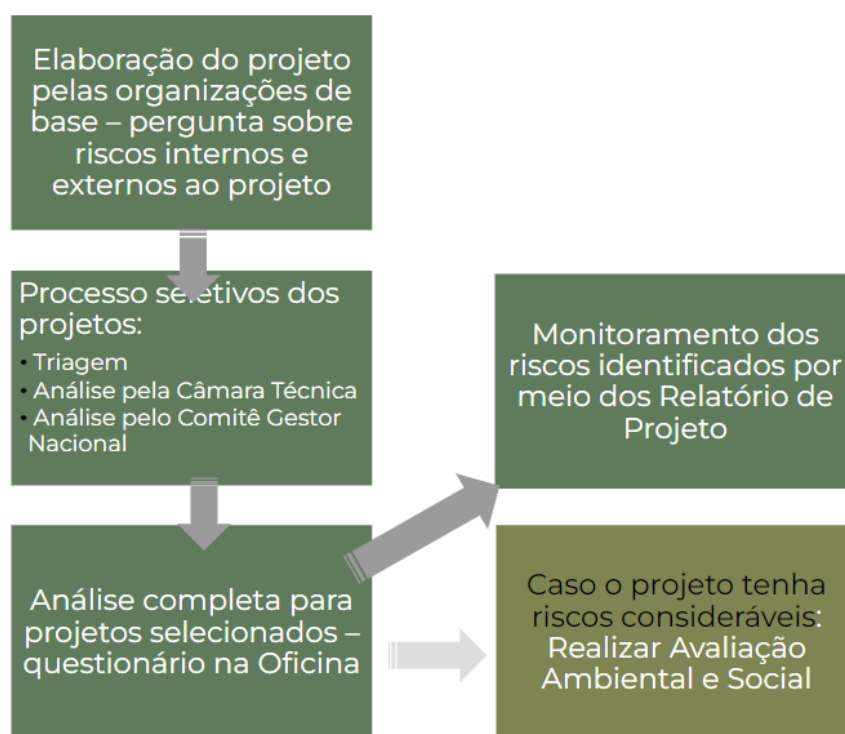 Elaboração do projeto
pelas organizações de
base – pergunta sobre
riscos internos e
externos ao projeto
Processo seletivos dos
projetos:
• Triagem
• Análise pela Câmara Técnica
• Análise pelo Comitê Gestor
Nacional
Análise completa para
projetos selecionados –
questionário na Oficina
Monitoramento dos
riscos identificados por
meio dos Relatório de
Projeto
Caso o projeto tenha
riscos consideráveis:
Realizar Avaliação
Ambiental e Social